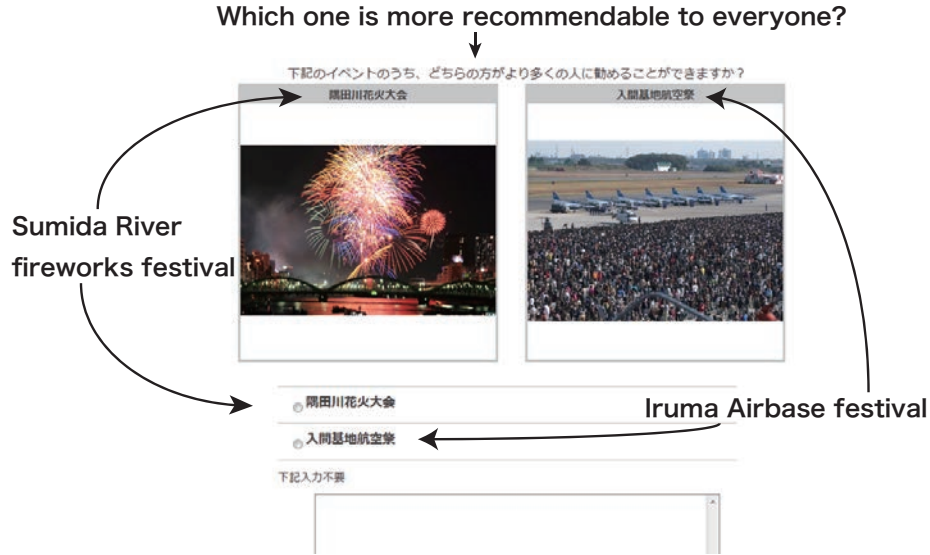 Which one is more recommendable to everyone?
下記のイベントのうち、どちらの方がより多くの人に勧めることができますか?
隅田川花火大会
入間基地航空祭
Sumida River
fireworks festival
隅田川花火大会
Iruma Airbase festival
入間基地航空祭
下記入力不要